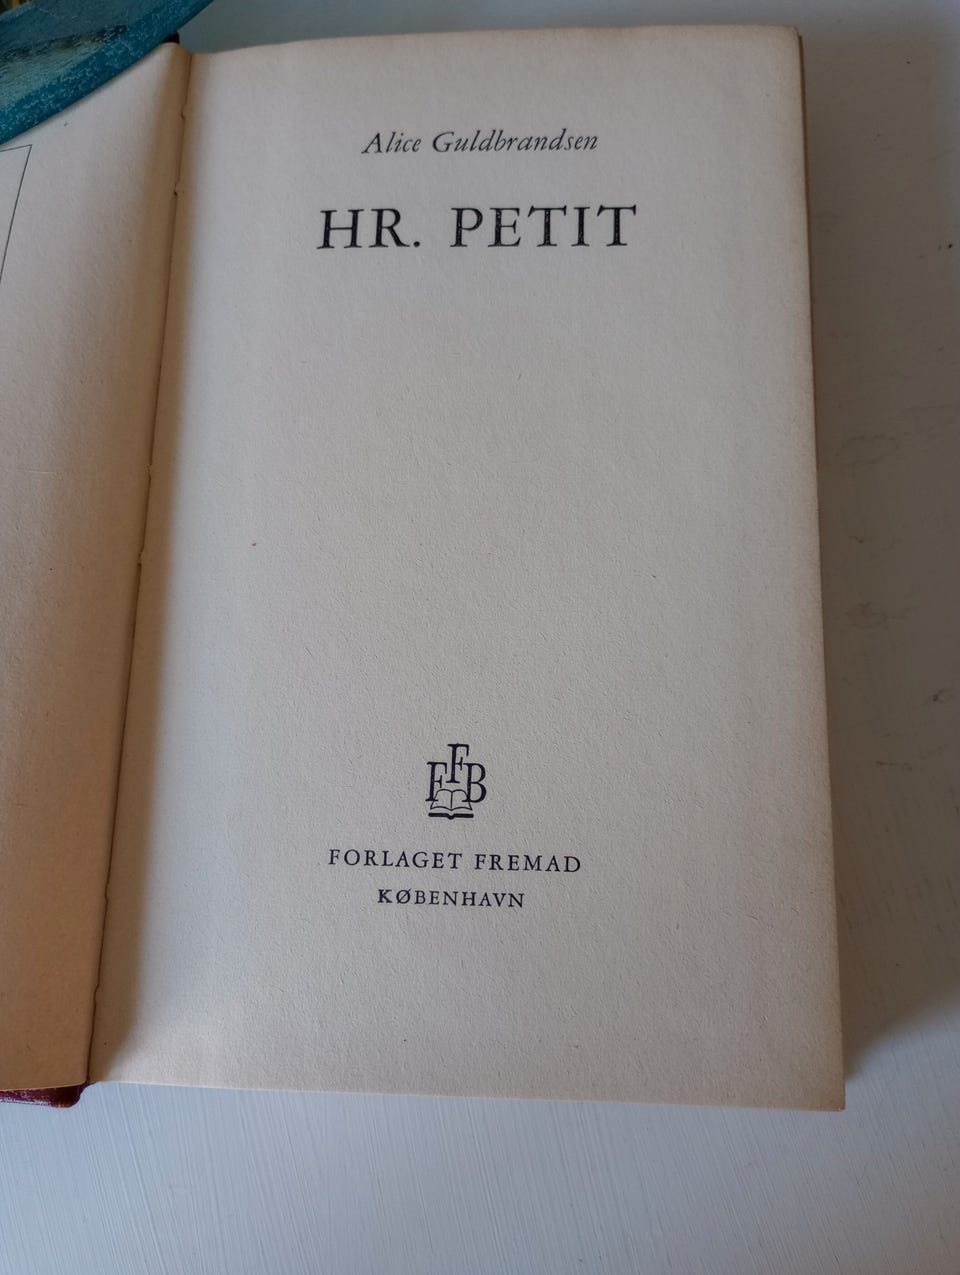 Alice Guldbrandsen
HR. PETIT
FFB
FORLAGET FREMAD
KØBENHAVN